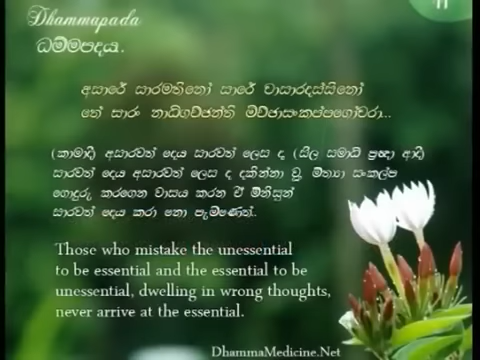 Dhammapada
ධම්මපදය.
11
අසාරේ සාරමතිනෝ සාරේ වාසාරදස්සිනෝ
තේ සාරං නාධිගච්ඡන්ති මිච්ඡාසංකප්පගෝචරා...
(කාමාදී) අසාරවත් දෙය සාරවත් ලෙස ද (සීල සමාධි ප්‍රඥා ආදී)
සාරවත් දෙය අසාරවත් ලෙස ද දකින්නා වූ, මිත්‍යා සංකල්ප
ගොදුරු කරගෙන වාසය කරන ඒ මිනිසුන්
සාරවත් දෙය කරා නො පැමිණෙත්.
Those who mistake the unessential
to be essential and the essential to be
unessential, dwelling in wrong thoughts,
never arrive at the essential.
DhammaMedicine.Net